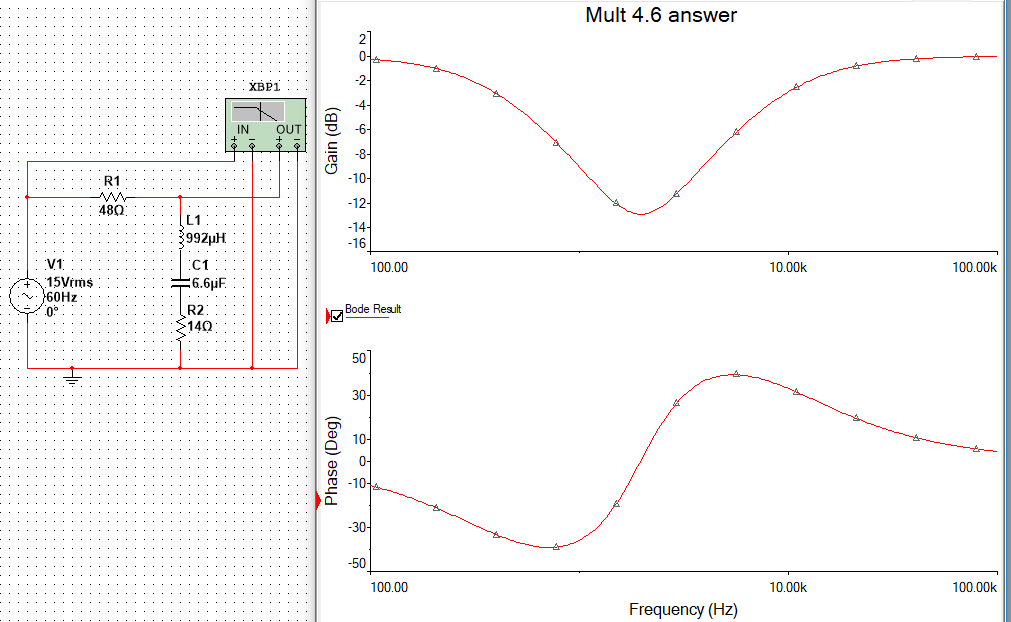 Mult 4.6 answer
XBP1
IN OUT
+ − + −
R1
48Ω
L1
992µH
C1
6.6µF
R2
14Ω
V1
15Vrms
60Hz
0°
Gain (dB)
2
0
-2
-4
-6
-8
-10
-12
-14
-16
100.00 10.00k 100.00k
Bode Result
Phase (Deg)
50
30
10
0
-10
-30
-50
100.00 10.00k 100.00k
Frequency (Hz)